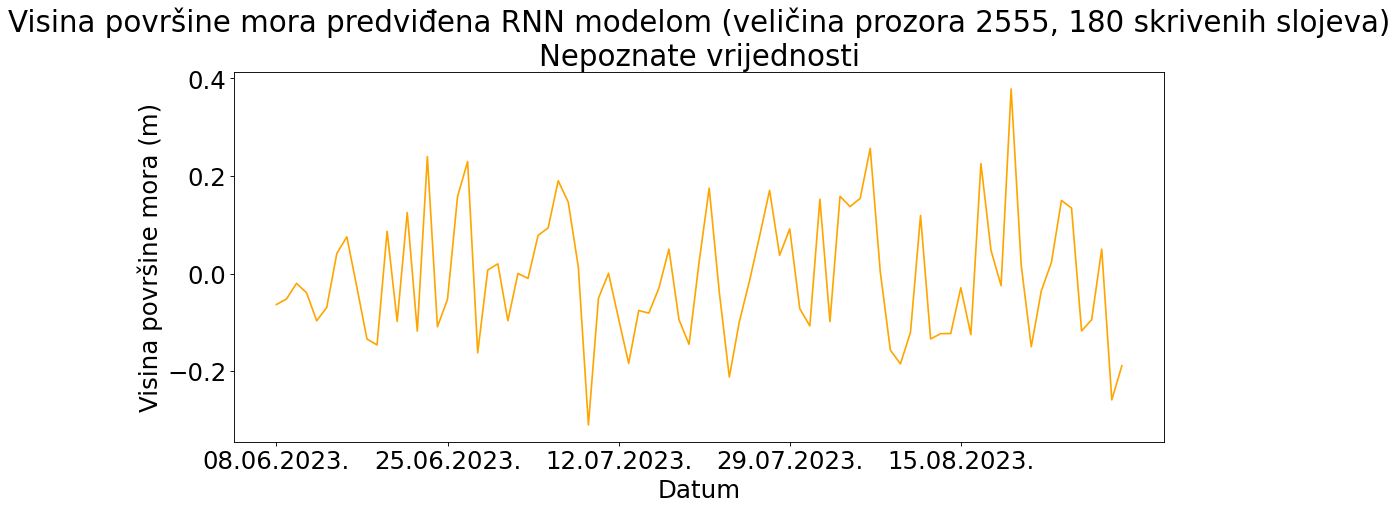 Visina površine mora predviđena RNN modelom (veličina prozora 2555, 180 skrivenih slojeva)
Nepoznate vrijednosti
Visina površine mora (m)
0.4
0.2
0.0
−0.2
08.06.2023. 25.06.2023. 12.07.2023. 29.07.2023. 15.08.2023.
Datum